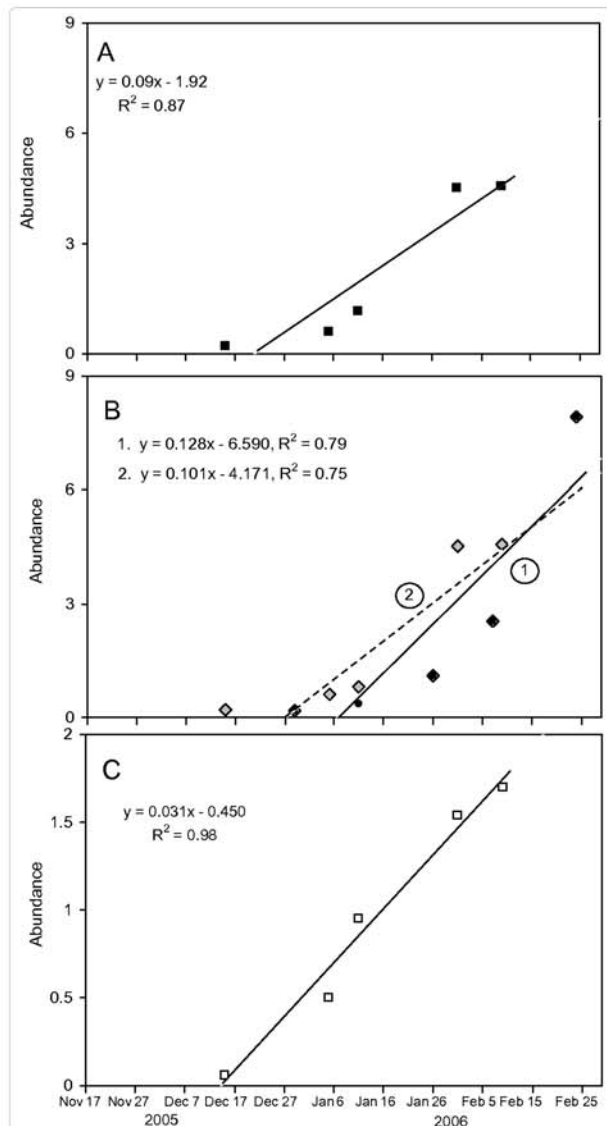 9
A
y = 0.09x - 1.92
R² = 0.87
6
Abundance
3
0
9
B
1. y = 0.128x - 6.590, R² = 0.79
2. y = 0.101x - 4.171, R² = 0.75
6
Abundance
2
1
3
0
2
C
y = 0.031x - 0.450
R² = 0.98
1.5
Abundance
1
0.5
0
Nov 17 Nov 27 Dec 7 Dec 17 Dec 27 Jan 6 Jan 16 Jan 26 Feb 5 Feb 15 Feb 25
2005 2006